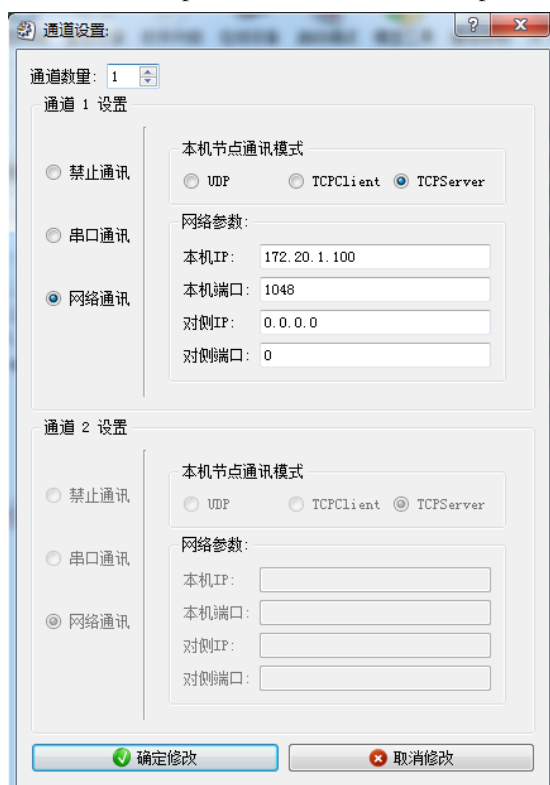 通道设置:
通道数量: 1
通道 1 设置
禁止通讯
串口通讯
网络通讯
本机节点通讯模式
UDP TCPClient TCPServer
网络参数:
本机IP: 172.20.1.100
本机端口: 1048
对侧IP: 0.0.0.0
对侧端口: 0
通道 2 设置
禁止通讯
串口通讯
网络通讯
本机节点通讯模式
UDP TCPClient TCPServer
网络参数:
本机IP:
本机端口:
对侧IP:
对侧端口:
确定修改 取消修改